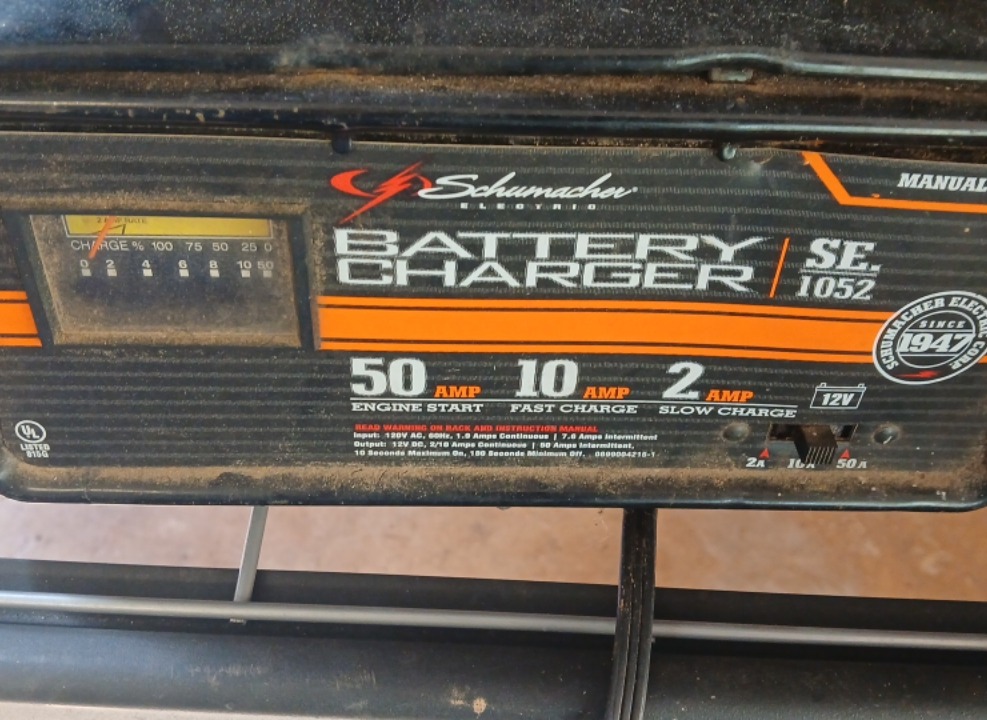 MANUAL
Schumacher
ELECTRIC
BATTERY
CHARGER
SE.
1052
2 AMP RATE
CHARGE % 100 75 50 25 0
0 2 4 6 8 10 50
SCHUMACHER ELECTRIC CORP
SINCE
1947
50 AMP 10 AMP 2 AMP
ENGINE START FAST CHARGE SLOW CHARGE
12V
READ WARNING ON BACK AND INSTRUCTION MANUAL
Input: 120V AC, 60Hz, 1.9 Amps Continuous | 7.6 Amps Intermittent
Output: 12V DC, 2/10 Amps Continuous | 50 Amps Intermittent,
10 Seconds Maximum On, 180 Seconds Minimum Off.
2A 10A 50A
UL
LISTED